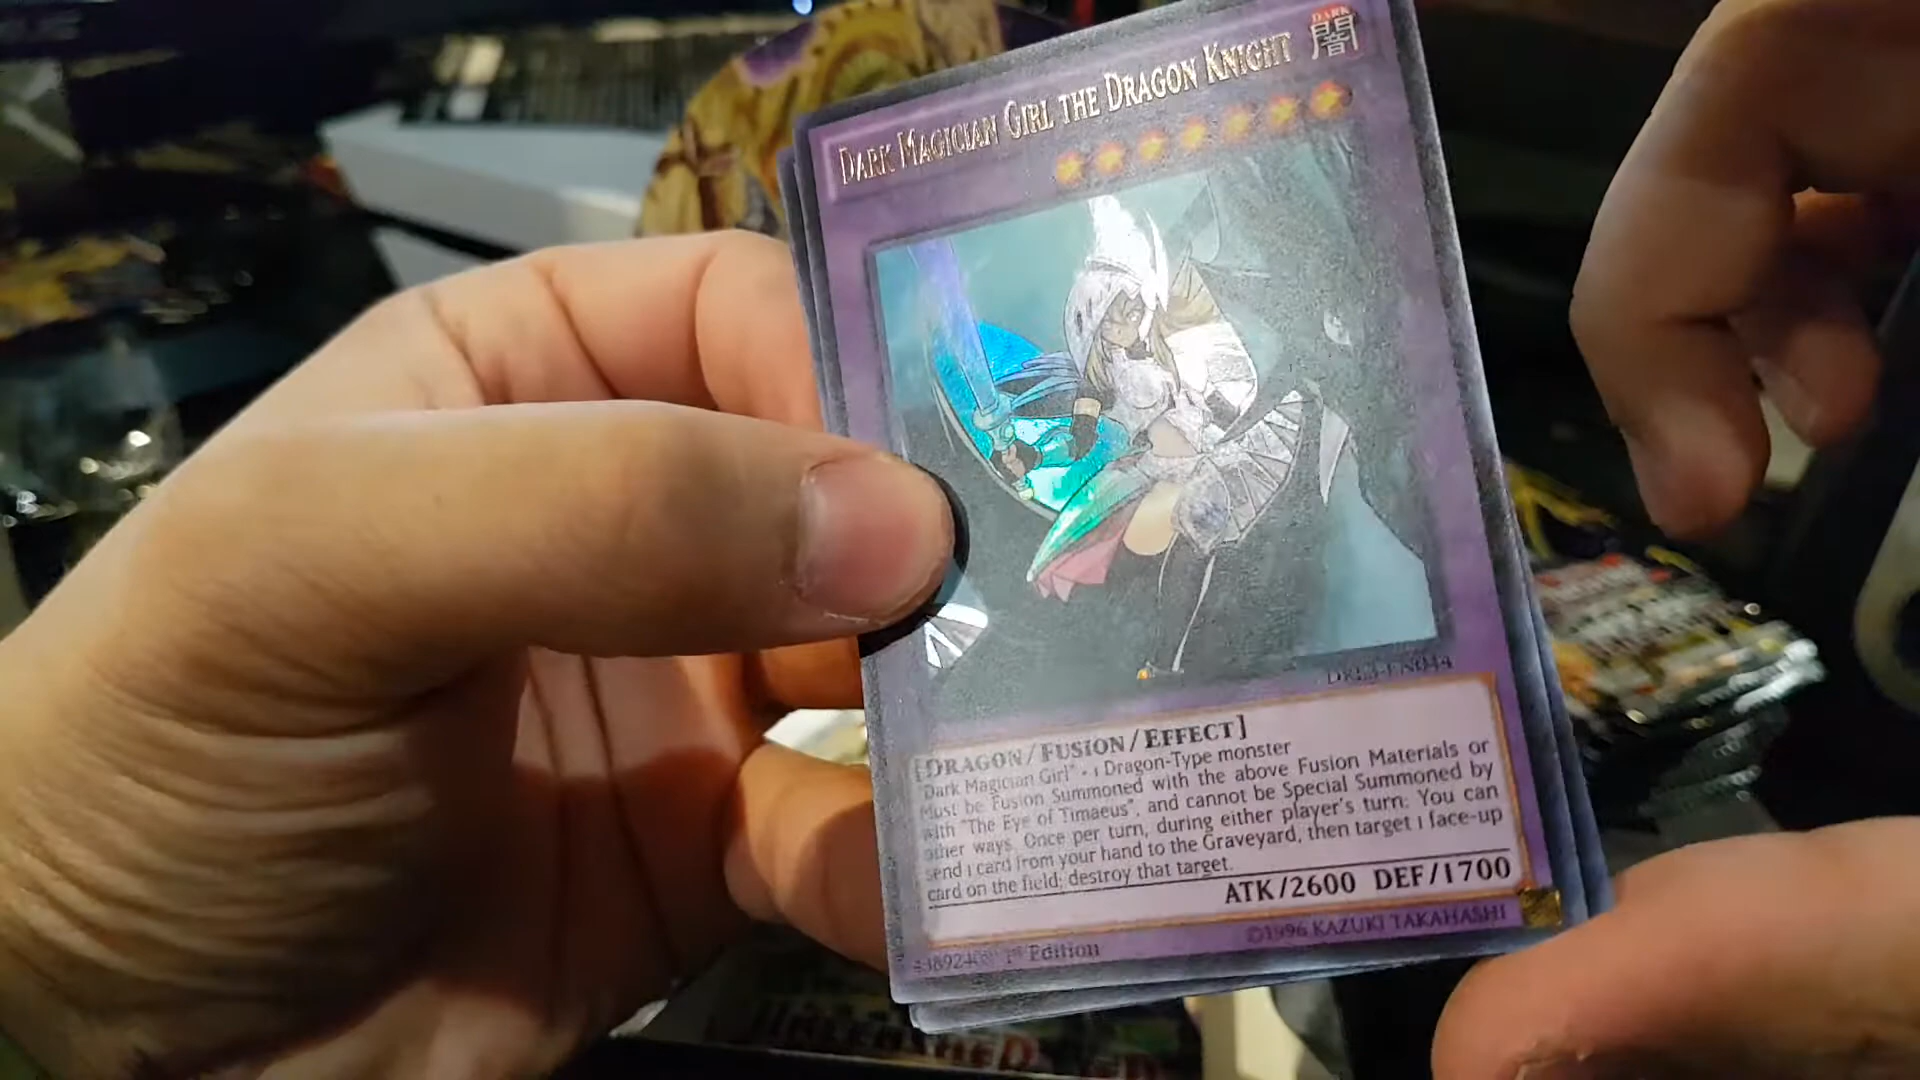 DARK MAGICIAN GIRL THE DRAGON KNIGHT
DARK
闇
DRL3-EN044
[DRAGON/FUSION/EFFECT]
"Dark Magician Girl" + 1 Dragon-Type monster
Must be Fusion Summoned with the above Fusion Materials or
with "The Eye of Timaeus", and cannot be Special Summoned by
other ways. Once per turn, during either player's turn: You can
send 1 card from your hand to the Graveyard, then target 1 face-up
card on the field; destroy that target.
ATK/2600 DEF/1700
1st Edition
©1996 KAZUKI TAKAHASHI